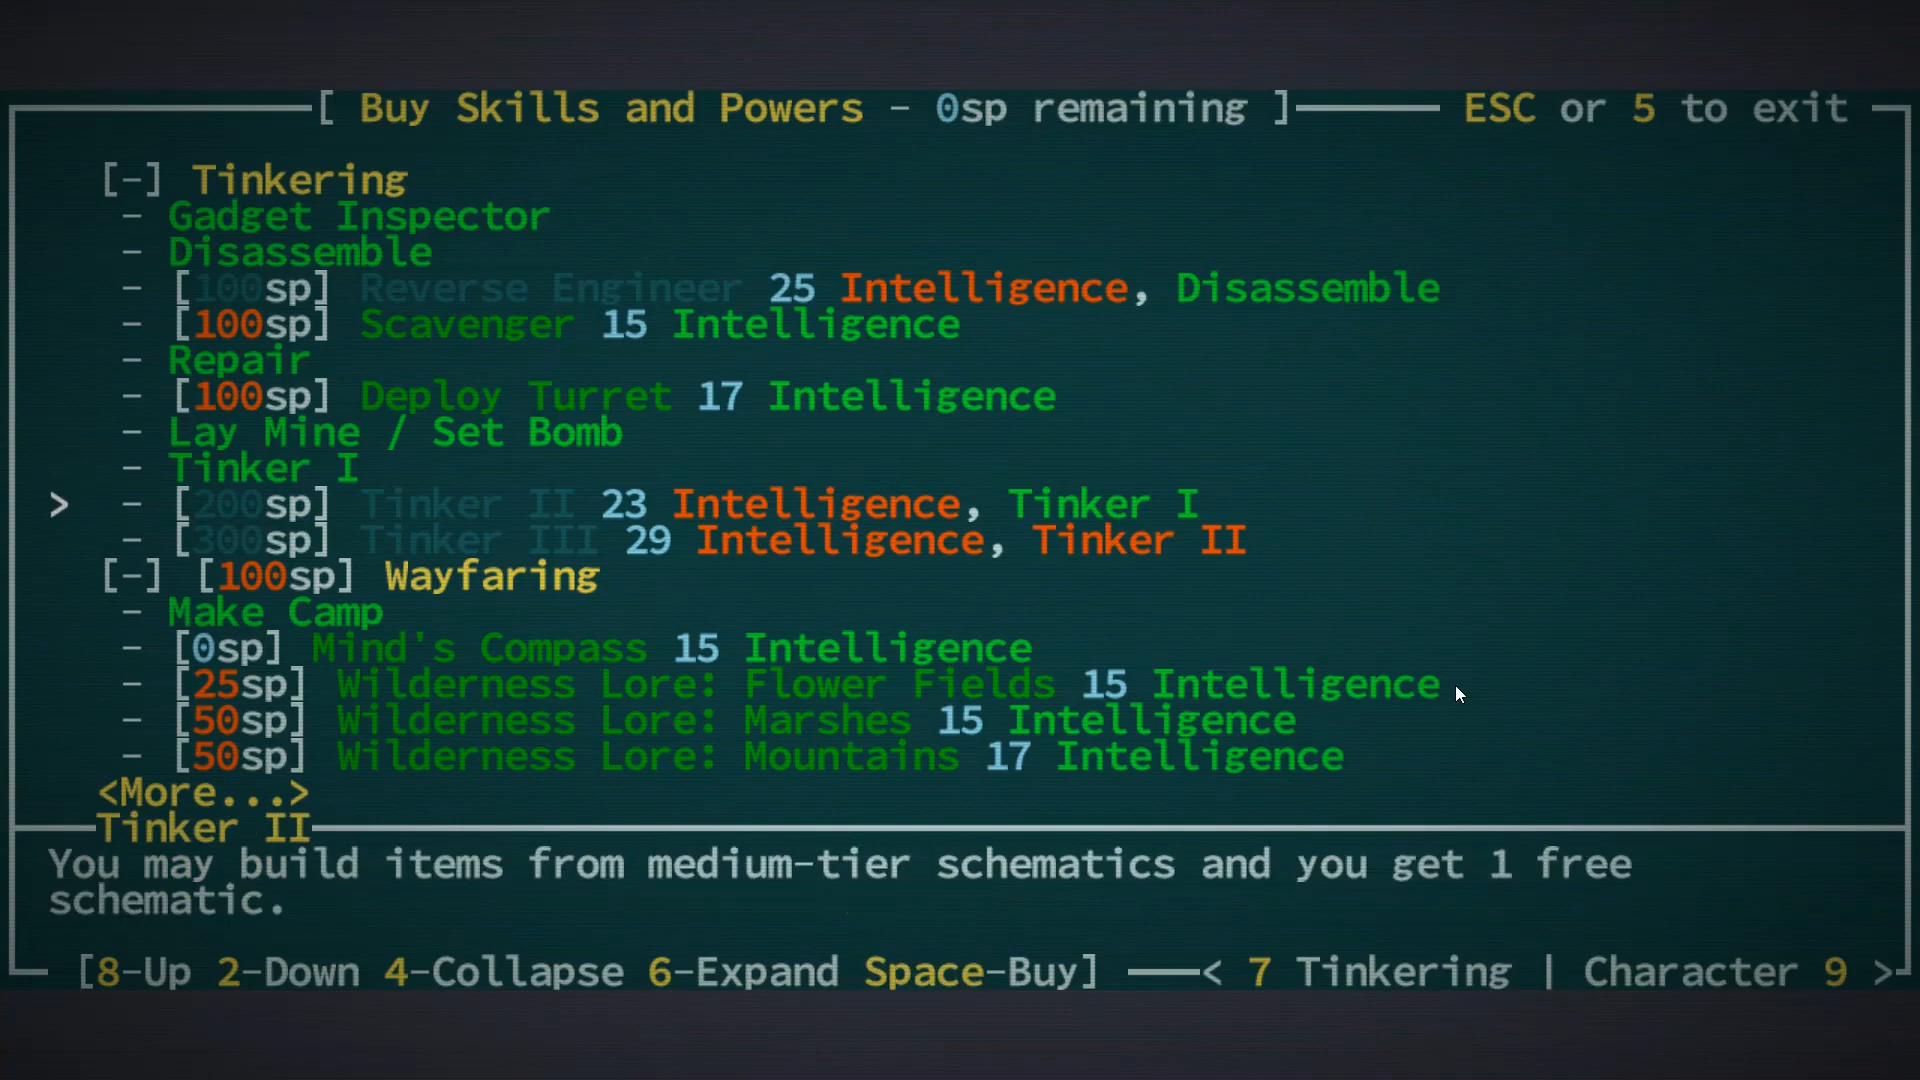 [ Buy Skills and Powers - 0sp remaining ] ESC or 5 to exit
[-] Tinkering
- Gadget Inspector
- Disassemble
- [100sp] Reverse Engineer 25 Intelligence, Disassemble
- [100sp] Scavenger 15 Intelligence
- Repair
- [100sp] Deploy Turret 17 Intelligence
- Lay Mine / Set Bomb
- Tinker I
> - [200sp] Tinker II 23 Intelligence, Tinker I
- [300sp] Tinker III 29 Intelligence, Tinker II
[-] [100sp] Wayfaring
- Make Camp
- [0sp] Mind's Compass 15 Intelligence
- [25sp] Wilderness Lore: Flower Fields 15 Intelligence
- [50sp] Wilderness Lore: Marshes 15 Intelligence
- [50sp] Wilderness Lore: Mountains 17 Intelligence
<More...>
Tinker II
You may build items from medium-tier schematics and you get 1 free
schematic.
[8-Up 2-Down 4-Collapse 6-Expand Space-Buy] < 7 Tinkering | Character 9 >